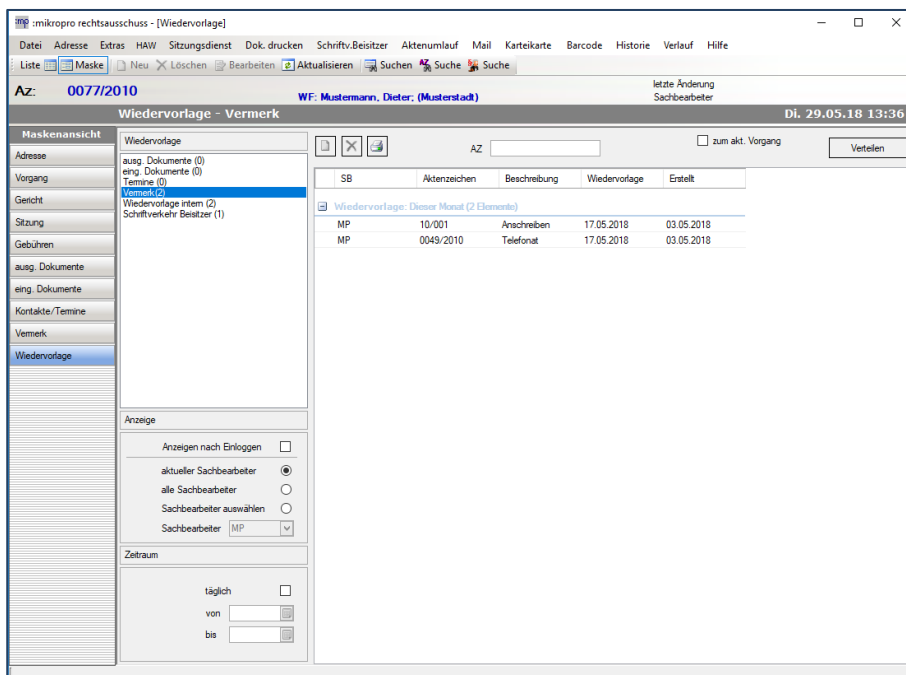 :mp :mikropro rechtsausschuss - [Wiedervorlage]
Datei Adresse Extras HAW Sitzungsdienst Dok. drucken Schriftv.Beisitzer Aktenumlauf Mail Karteikarte Barcode Historie Verlauf Hilfe
Liste Maske Neu Löschen Bearbeiten Aktualisieren Suchen Suche Suche
Az: 0077/2010
WF: Mustermann, Dieter; (Musterstadt)
letzte Änderung
Sachbearbeiter
Wiedervorlage - Vermerk
Di. 29.05.18 13:36
Maskenansicht
Adresse
Vorgang
Gericht
Sitzung
Gebühren
ausg. Dokumente
eing. Dokumente
Kontakte/Termine
Vermerk
Wiedervorlage
Wiedervorlage
ausg. Dokumente (0)
eing. Dokumente (0)
Termine (0)
Vermerk(2)
Wiedervorlage intern (2)
Schriftverkehr Beisitzer (1)
Anzeige
Anzeigen nach Einloggen
aktueller Sachbearbeiter
alle Sachbearbeiter
Sachbearbeiter auswählen
Sachbearbeiter MP
Zeitraum
täglich
von
bis
AZ
zum akt. Vorgang
Verteilen
SB Aktenzeichen Beschreibung Wiedervorlage Erstellt
Wiedervorlage: Dieser Monat (2 Elemente)
MP 10/001 Anschreiben 17.05.2018 03.05.2018
MP 0049/2010 Telefonat 17.05.2018 03.05.2018